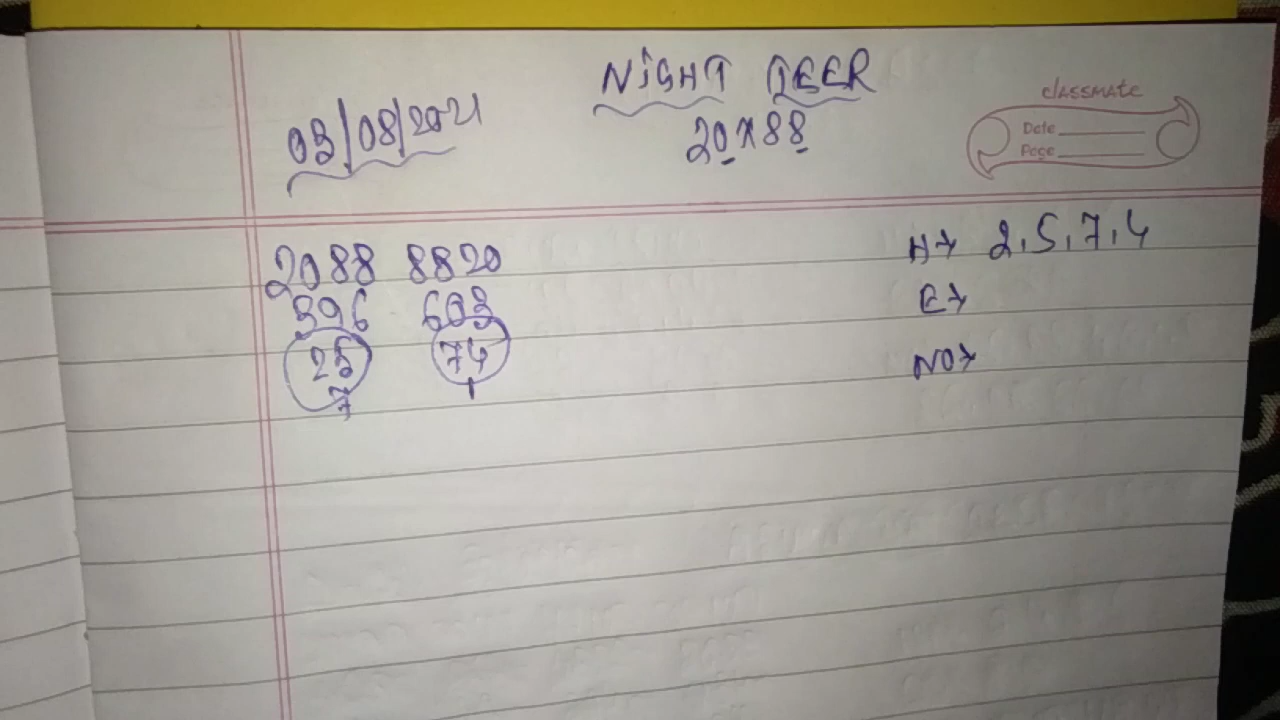 NiGHT TEER
classmate
03/08/2021
20x88
Date
Page
2088 8820
H→ 2,5,7,4
396 603
E→
25 74
NO→
7 1